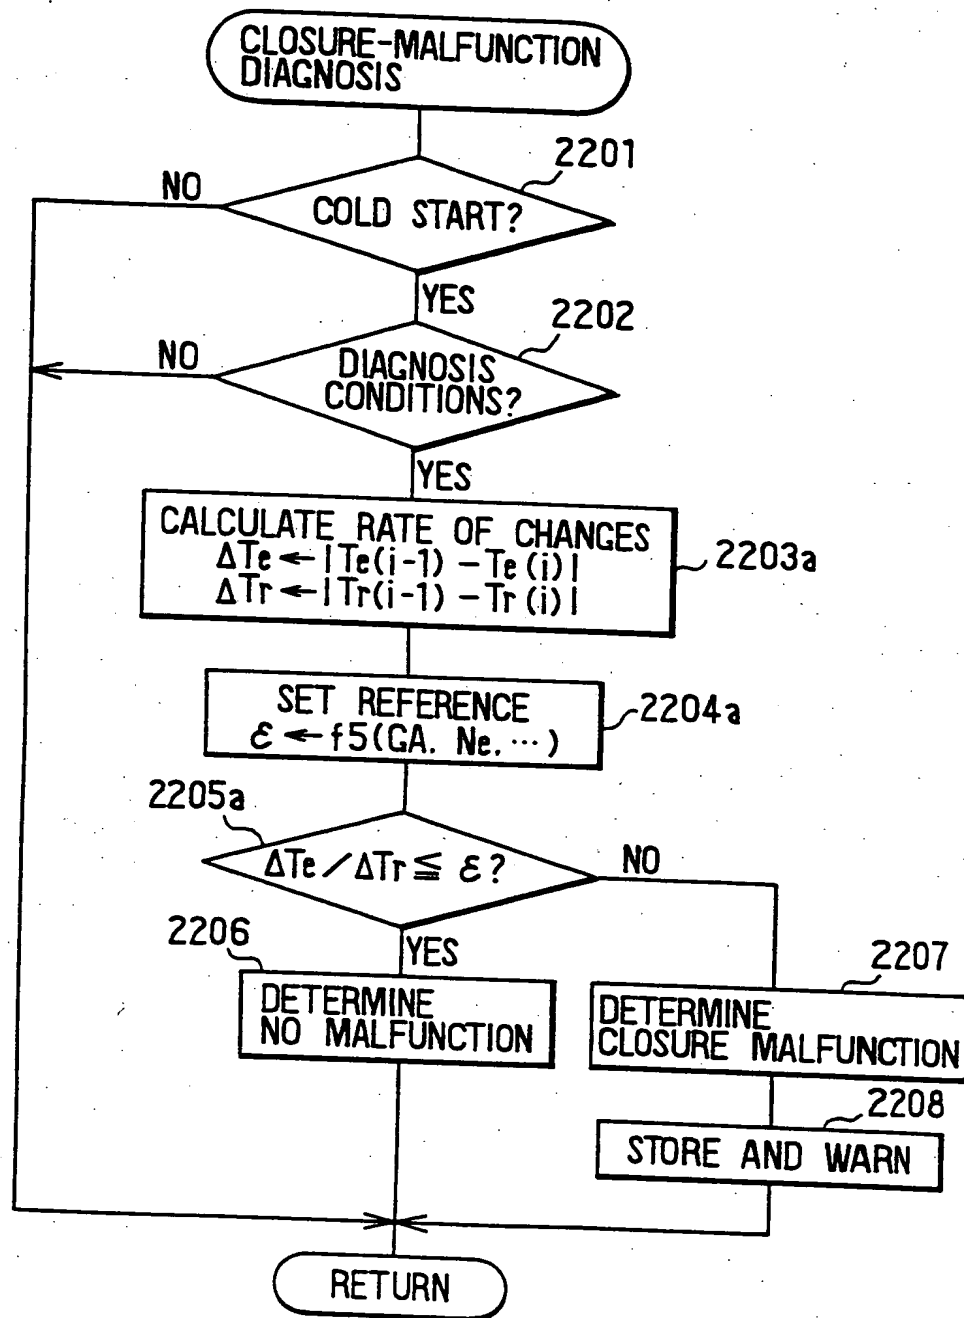 CLOSURE-MALFUNCTION
DIAGNOSIS
2201
NO
COLD START?
YES
2202
NO
DIAGNOSIS
CONDITIONS?
YES
CALCULATE RATE OF CHANGES
ΔTe ← |Te(i-1) - Te(i)|
ΔTr ← |Tr(i-1) - Tr(i)|
2203a
SET REFERENCE
ε ← f5(GA. Ne. ···)
2204a
2205a
ΔTe / ΔTr ≦ ε?
NO
2206
YES
2207
DETERMINE
NO MALFUNCTION
DETERMINE
CLOSURE MALFUNCTION
2208
STORE AND WARN
RETURN